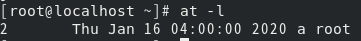 [root@localhost ~]# at -l
2       Thu Jan 16 04:00:00 2020 a root